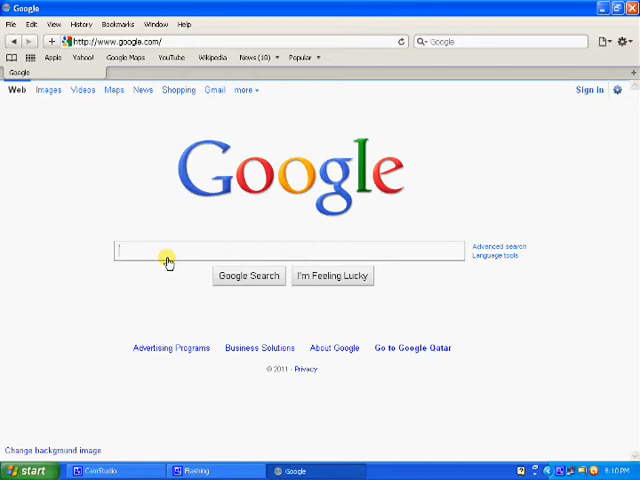 Google
File Edit View History Bookmarks Window Help
http://www.google.com/ Google
Apple Yahoo! Google Maps YouTube Wikipedia News (10) Popular
Google
Web Images Videos Maps News Shopping Gmail more Sign in
Google
Advanced search
Language tools
Google Search I'm Feeling Lucky
Advertising Programs Business Solutions About Google Go to Google Qatar
© 2011 - Privacy
Change background image
start CamStudio Flashing Google 6:10 PM